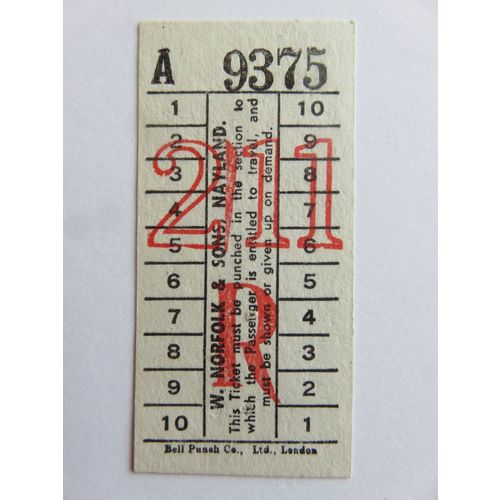 A 9375
1 10
2 9
3 8
4 7
5 6
6 5
7 4
8 3
9 2
10 1
W. NORFOLK & SONS, NAYLAND.
This Ticket must be punched in the section to
which the Passenger is entitled to travel, and
must be shown or given up on demand.
2/11
R
Bell Punch Co., Ltd., London